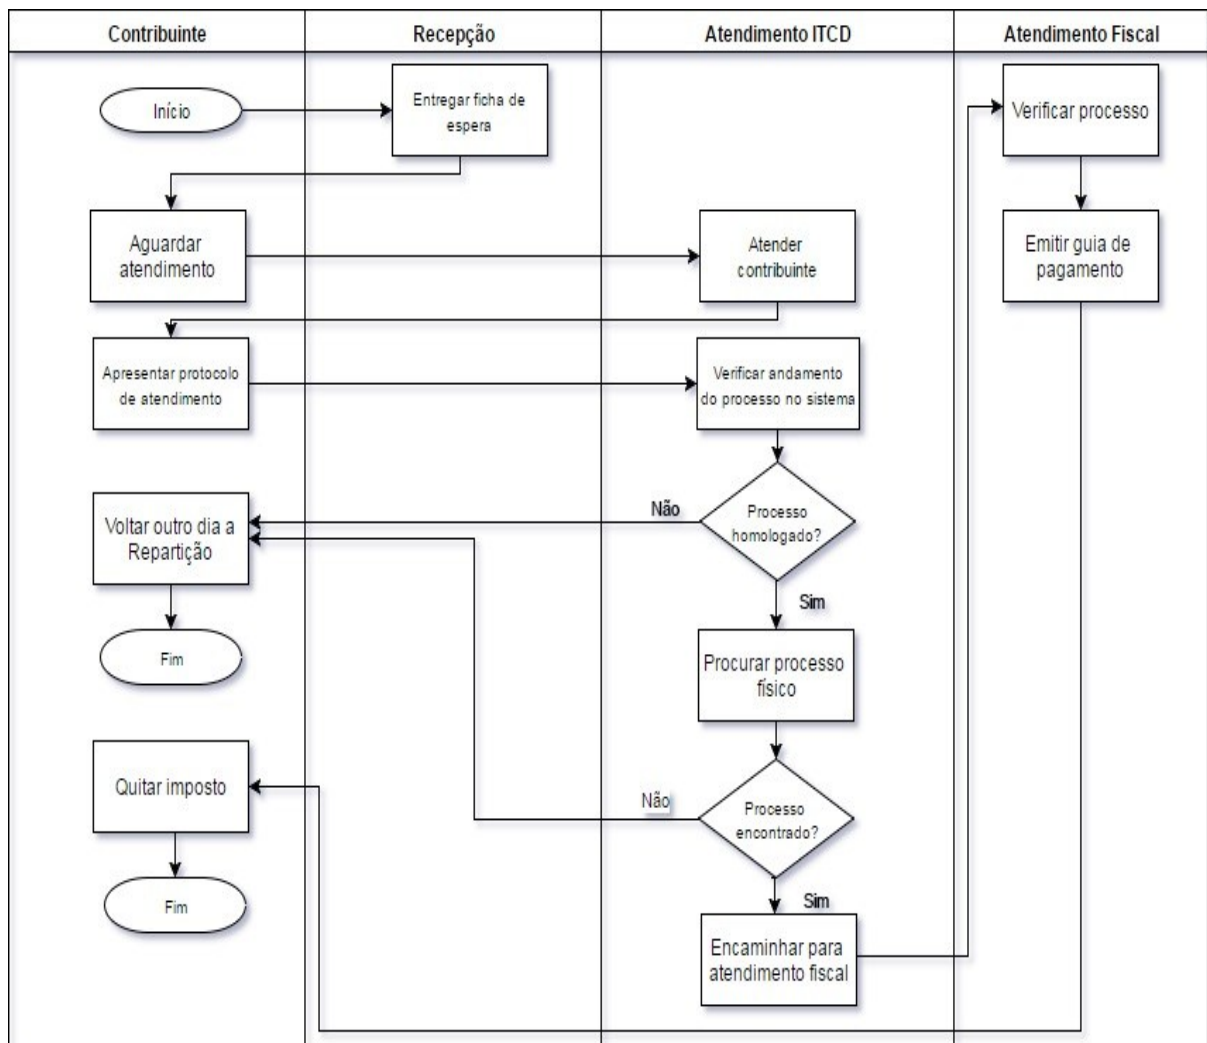 Contribuinte
Recepção
Atendimento ITCD
Atendimento Fiscal
Início
Entregar ficha de
espera
Verificar processo
Aguardar
atendimento
Atender
contribuinte
Emitir guia de
pagamento
Apresentar protocolo
de atendimento
Verificar andamento
do processo no sistema
Voltar outro dia a
Repartição
Não
Processo
homologado?
Sim
Fim
Procurar processo
físico
Quitar imposto
Não
Processo
encontrado?
Sim
Fim
Encaminhar para
atendimento fiscal